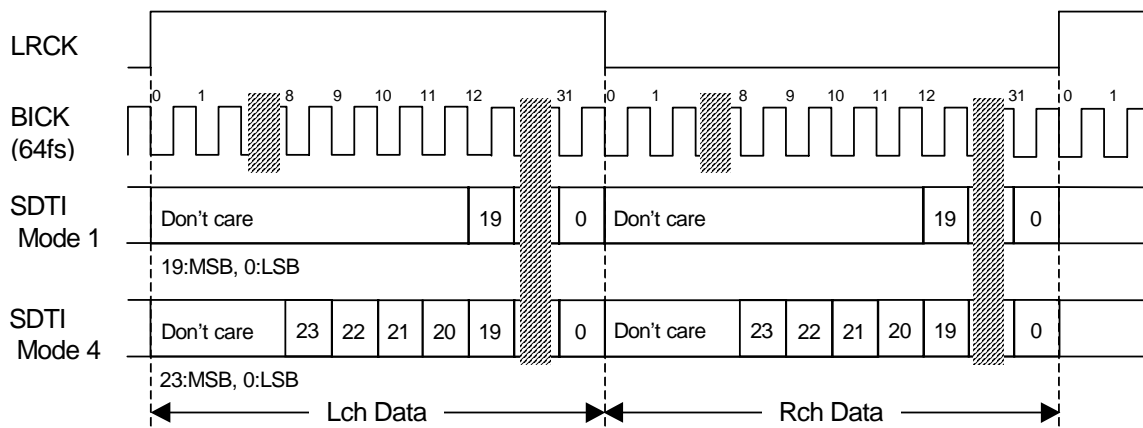 LRCK
0 1 8 9 10 11 12 31 0 1 8 9 10 11 12 31 0 1
BICK
(64fs)
SDTI
Mode 1
Don't care 19 0 Don't care 19 0
19:MSB, 0:LSB
SDTI
Mode 4
Don't care 23 22 21 20 19 0 Don't care 23 22 21 20 19 0
23:MSB, 0:LSB
Lch Data Rch Data